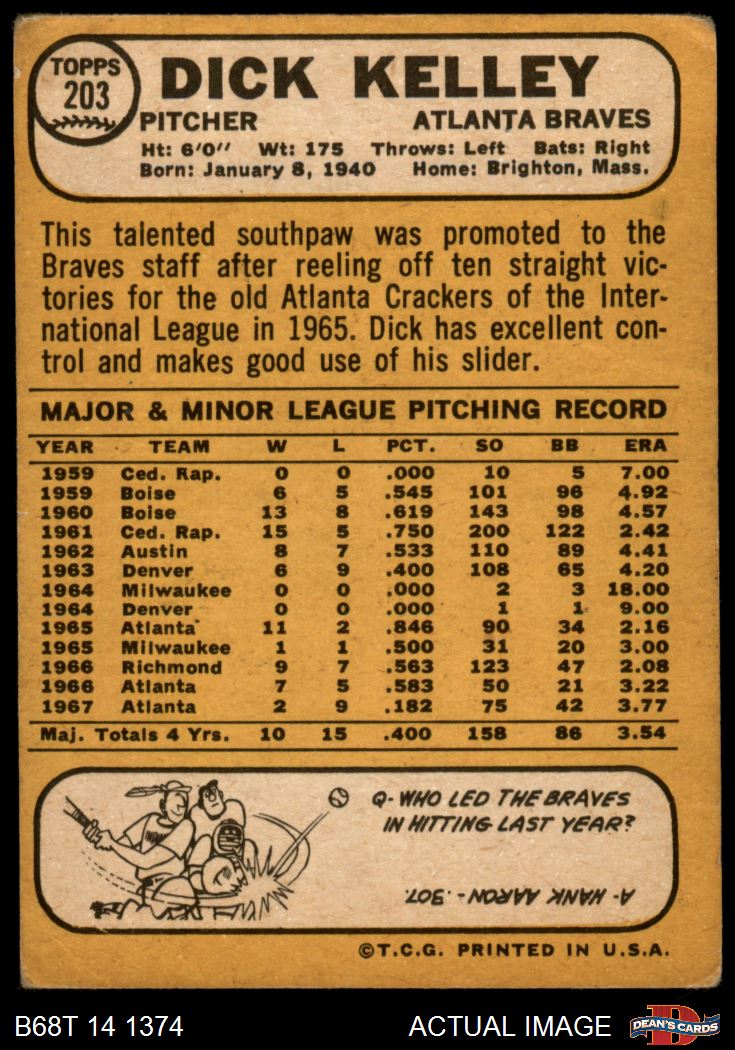 TOPPS
203
DICK KELLEY
PITCHER ATLANTA BRAVES
Ht: 6'0" Wt: 175 Throws: Left Bats: Right
Born: January 8, 1940 Home: Brighton, Mass.
This talented southpaw was promoted to the
Braves staff after reeling off ten straight vic-
tories for the old Atlanta Crackers of the Inter-
national League in 1965. Dick has excellent con-
trol and makes good use of his slider.
MAJOR & MINOR LEAGUE PITCHING RECORD
YEAR TEAM W L PCT. SO BB ERA
1959 Ced. Rap. 0 0 .000 10 5 7.00
1959 Boise 6 5 .545 101 96 4.92
1960 Boise 13 8 .619 143 98 4.57
1961 Ced. Rap. 15 5 .750 200 122 2.42
1962 Austin 8 7 .533 110 89 4.41
1963 Denver 6 9 .400 108 65 4.20
1964 Milwaukee 0 0 .000 2 3 18.00
1964 Denver 0 0 .000 1 1 9.00
1965 Atlanta 11 2 .846 90 34 2.16
1965 Milwaukee 1 1 .500 31 20 3.00
1966 Richmond 9 7 .563 123 47 2.08
1966 Atlanta 7 5 .583 50 21 3.22
1967 Atlanta 2 9 .182 75 42 3.77
Maj. Totals 4 Yrs. 10 15 .400 158 86 3.54
Q- WHO LED THE BRAVES
IN HITTING LAST YEAR?
A- HANK AARON - .307.
©T.C.G. PRINTED IN U.S.A.
B68T 14 1374 ACTUAL IMAGE
DEAN'S CARDS